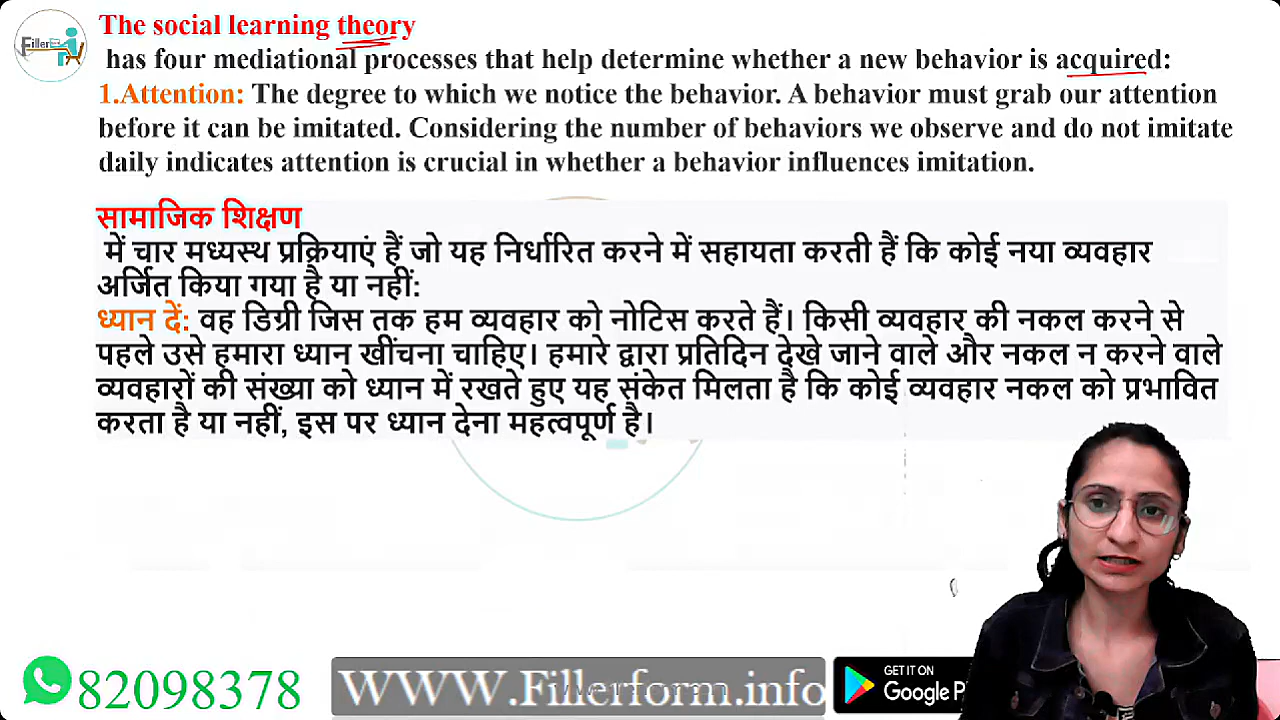 The social learning theory
has four mediational processes that help determine whether a new behavior is acquired:
1.Attention: The degree to which we notice the behavior. A behavior must grab our attention
before it can be imitated. Considering the number of behaviors we observe and do not imitate
daily indicates attention is crucial in whether a behavior influences imitation.
सामाजिक शिक्षण
में चार मध्यस्थ प्रक्रियाएं हैं जो यह निर्धारित करने में सहायता करती हैं कि कोई नया व्यवहार
अर्जित किया गया है या नहीं:
ध्यान दें: वह डिग्री जिस तक हम व्यवहार को नोटिस करते हैं। किसी व्यवहार की नकल करने से
पहले उसे हमारा ध्यान खींचना चाहिए। हमारे द्वारा प्रतिदिन देखे जाने वाले और नकल न करने वाले
व्यवहारों की संख्या को ध्यान में रखते हुए यह संकेत मिलता है कि कोई व्यवहार नकल को प्रभावित
करता है या नहीं, इस पर ध्यान देना महत्वपूर्ण है।
82098378
WWW.Fillerform.info
GET IT ON
Google P